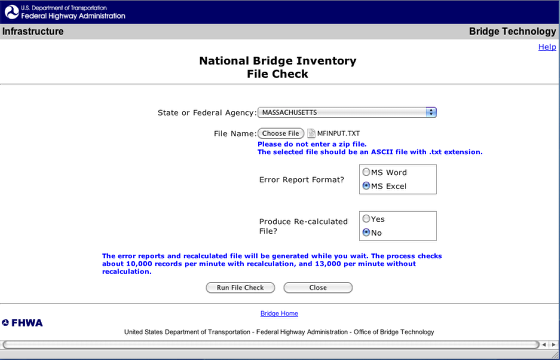 U.S. Department of Transportation
Federal Highway Administration
Infrastructure Bridge Technology
Help
National Bridge Inventory
File Check
State or Federal Agency: MASSACHUSETTS
File Name: Choose File MFINPUT.TXT
Please do not enter a zip file.
The selected file should be an ASCII file with .txt extension.
Error Report Format?
MS Word
MS Excel
Produce Re-calculated
File?
Yes
No
The error reports and recalculated file will be generated while you wait. The process checks
about 10,000 records per minute with recalculation, and 13,000 per minute without
recalculation.
Run File Check Close
Bridge Home
FHWA
United States Department of Transportation - Federal Highway Administration - Office of Bridge Technology